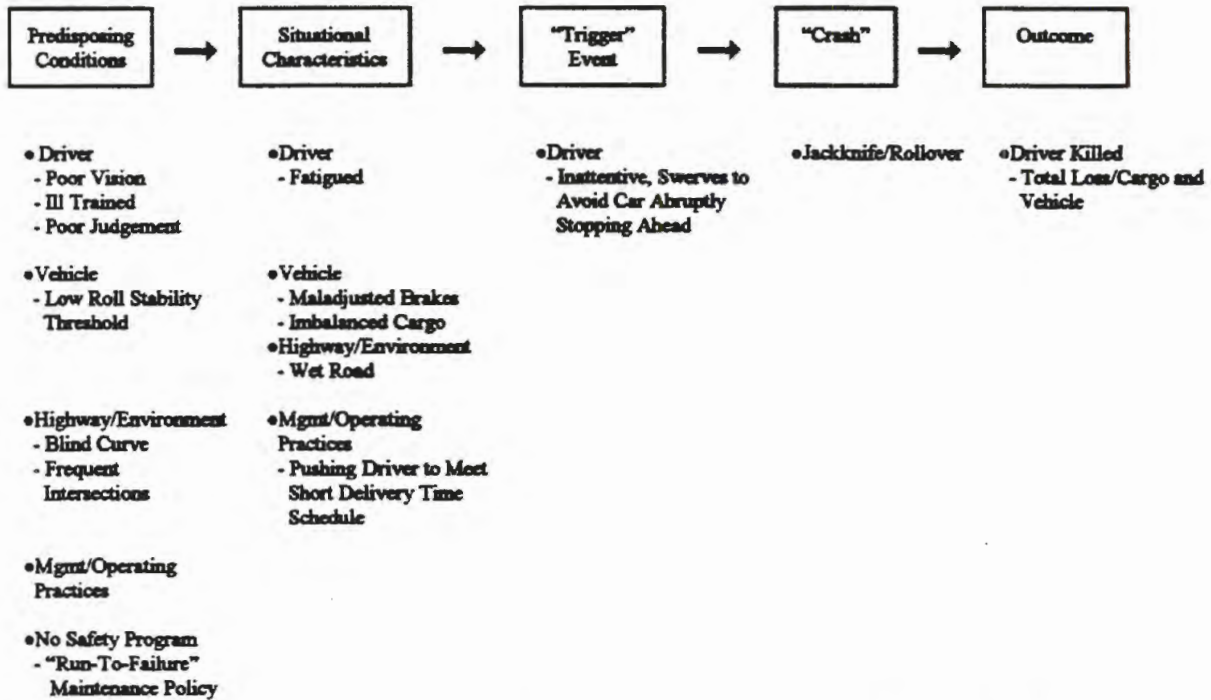 Predisposing
Conditions
Situational
Characteristics
“Trigger”
Event
“Crash”
Outcome
●Driver
- Poor Vision
- Ill Trained
- Poor Judgement
●Vehicle
- Low Roll Stability
Threshold
●Highway/Environment
- Blind Curve
- Frequent
Intersections
●Mgmt/Operating
Practices
●No Safety Program
- “Run-To-Failure”
Maintenance Policy
●Driver
- Fatigued
●Vehicle
- Maladjusted Brakes
- Imbalanced Cargo
●Highway/Environment
- Wet Road
●Mgmt/Operating
Practices
- Pushing Driver to Meet
Short Delivery Time
Schedule
●Driver
- Inattentive, Swerves to
Avoid Car Abruptly
Stopping Ahead
●Jackknife/Rollover
●Driver Killed
- Total Loss/Cargo and
Vehicle